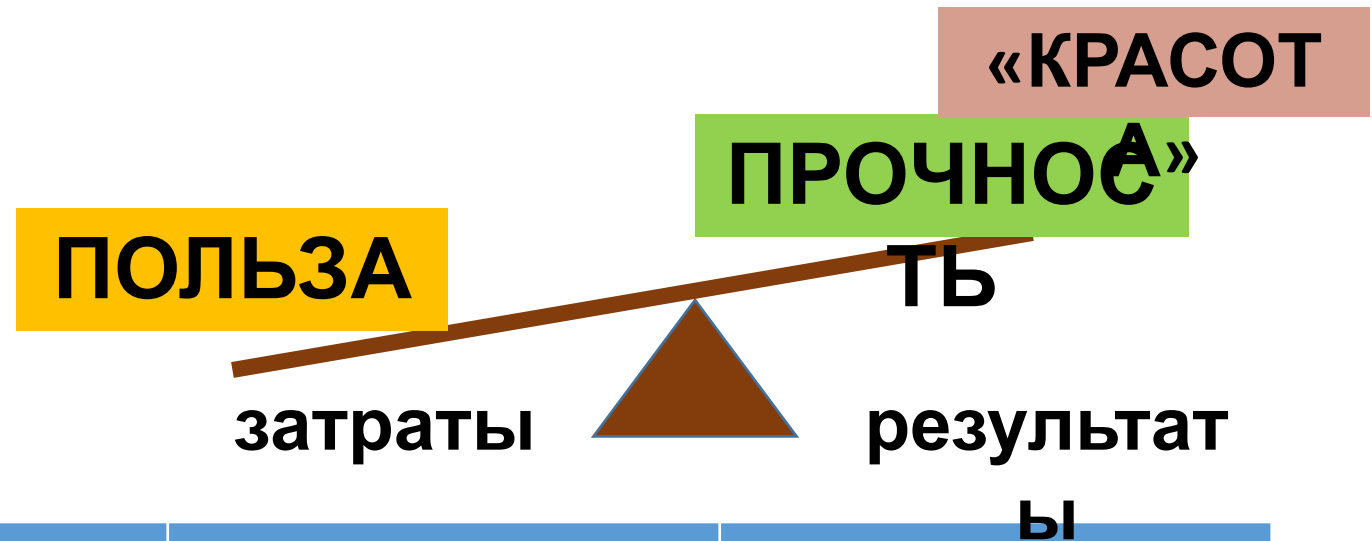 «КРАСОТ
А»
ПРОЧНОС
ТЬ
ПОЛЬЗА
затраты
результат
ы